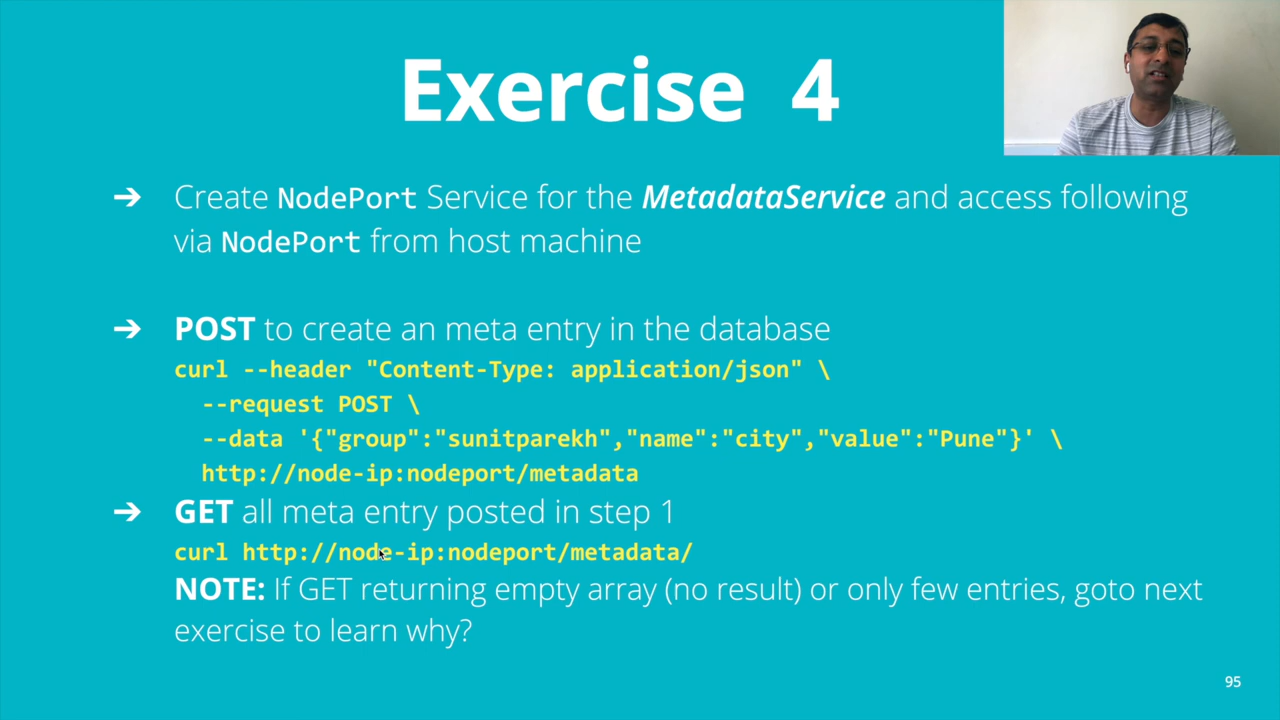 Exercise 4
➔ Create NodePort Service for the MetadataService and access following
via NodePort from host machine
➔ POST to create an meta entry in the database
curl --header "Content-Type: application/json" \
--request POST \
--data '{"group":"sunitparekh","name":"city","value":"Pune"}' \
http://node-ip:nodeport/metadata
➔ GET all meta entry posted in step 1
curl http://node-ip:nodeport/metadata/
NOTE: If GET returning empty array (no result) or only few entries, goto next
exercise to learn why?
95